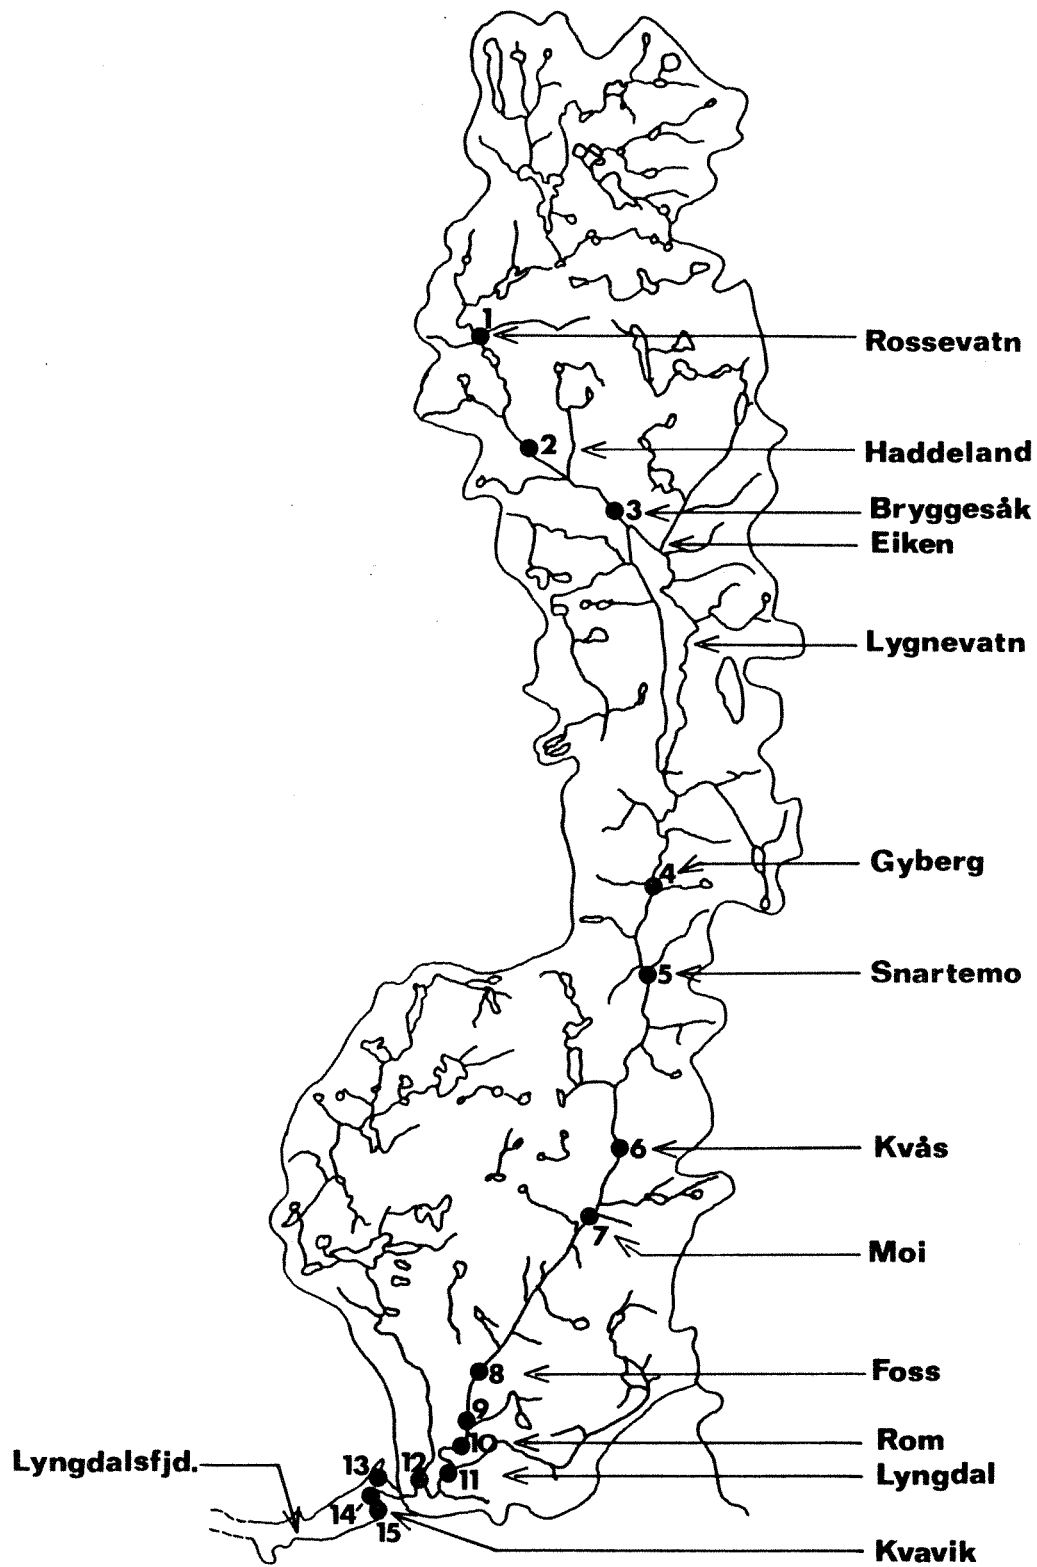 1
Rossevatn
2
Haddeland
3
Bryggesåk
Eiken
Lygnevatn
Gyberg
4
5
Snartemo
6
Kvås
7
Moi
8
Foss
9
10
Rom
Lyngdalsfjd.
13
12
11
Lyngdal
14
15
Kvavik